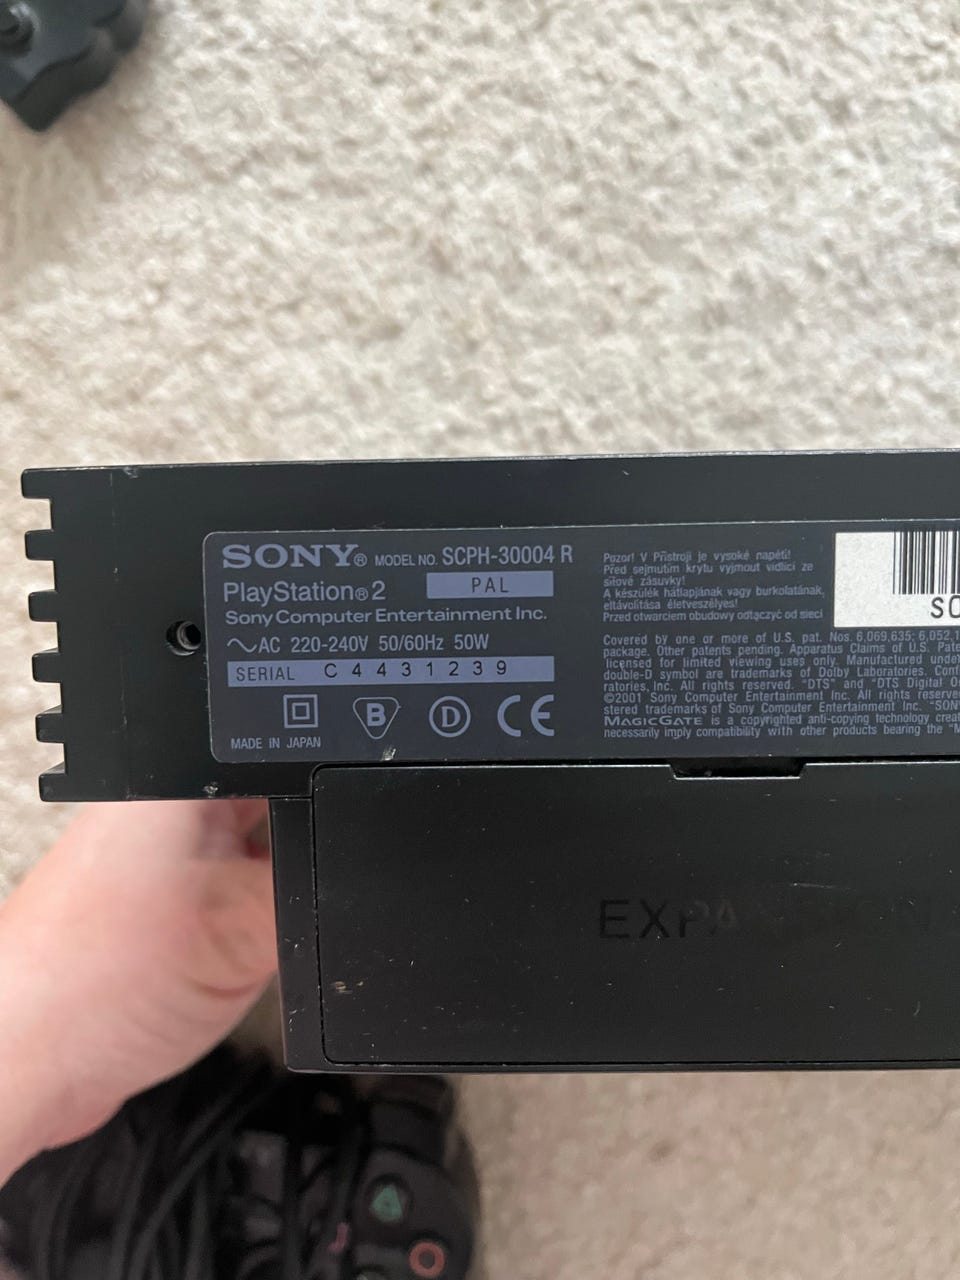 SONY® MODEL NO. SCPH-30004 R
PlayStation®2 PAL
Sony Computer Entertainment Inc.
AC 220-240V 50/60Hz 50W
SERIAL C4431239
B D CE
MADE IN JAPAN
Pozor! V Přístroji je vysoké napětí!
Před sejmutím krytu vyjmout vidlici ze
síťové zásuvky!
A készülék hátlapjának vagy burkolatának,
eltávolítása életveszélyes!
Przed otwarciem obudowy odłączyć od sieci
SC
Covered by one or more of U.S. pat. Nos. 6,069,635; 6,052,1
package. Other patents pending. Apparatus Claims of U.S. Pate
licensed for limited viewing uses only. Manufactured unde
double-D symbol are trademarks of Dolby Laboratories. Conf
ratories, Inc. All rights reserved. "DTS" and "DTS Digital
©2001 Sony Computer Entertainment Inc. All rights reserve
stered trademarks of Sony Computer Entertainment Inc. "SON
MAGICGATE is a copyrighted anti-copying technology creat
necessarily imply compatibility with other products bearing the "M
EXPANSION